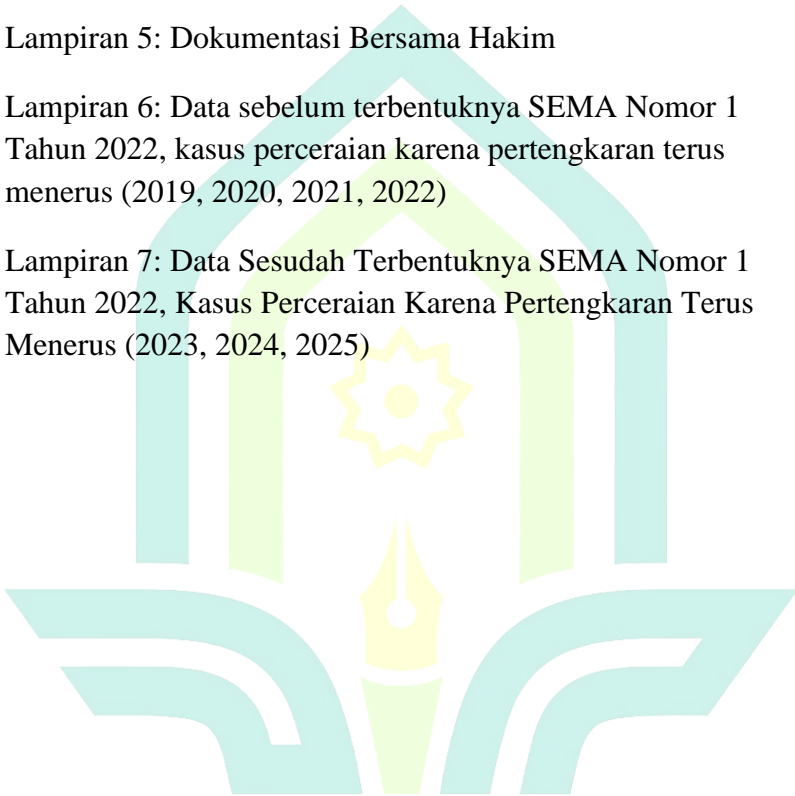 Lampiran 5: Dokumentasi Bersama Hakim
Lampiran 6: Data sebelum terbentuknya SEMA Nomor 1
Tahun 2022, kasus perceraian karena pertengkaran terus
menerus (2019, 2020, 2021, 2022)
Lampiran 7: Data Sesudah Terbentuknya SEMA Nomor 1
Tahun 2022, Kasus Perceraian Karena Pertengkaran Terus
Menerus (2023, 2024, 2025)